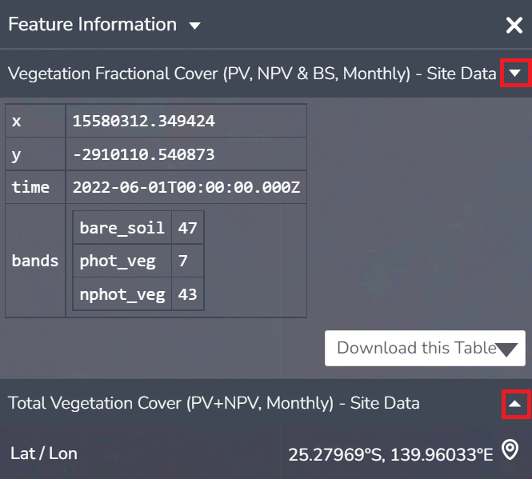 Feature Information
Vegetation Fractional Cover (PV, NPV & BS, Monthly) - Site Data
x 15580312.349424
y -2910110.540873
time 2022-06-01T00:00:00.000Z
bands
bare_soil 47
phot_veg 7
nphot_veg 43
Download this Table
Total Vegetation Cover (PV+NPV, Monthly) - Site Data
Lat / Lon 25.27969°S, 139.96033°E